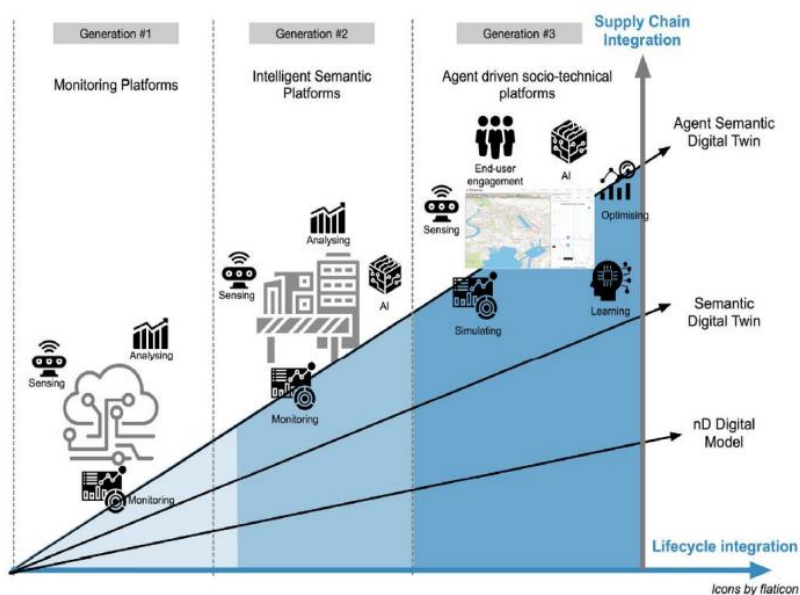 Generation #1
Generation #2
Generation #3
Supply Chain
Integration
Monitoring Platforms
Intelligent Semantic
Platforms
Agent driven socio-technical
platforms
Agent Semantic
Digital Twin
End-user
engagement
AI
Sensing
Optimising
Analysing
Sensing
AI
Simulating
Learning
Semantic
Digital Twin
Analysing
Sensing
Monitoring
nD Digital
Model
Monitoring
Lifecycle integration
Icons by flaticon